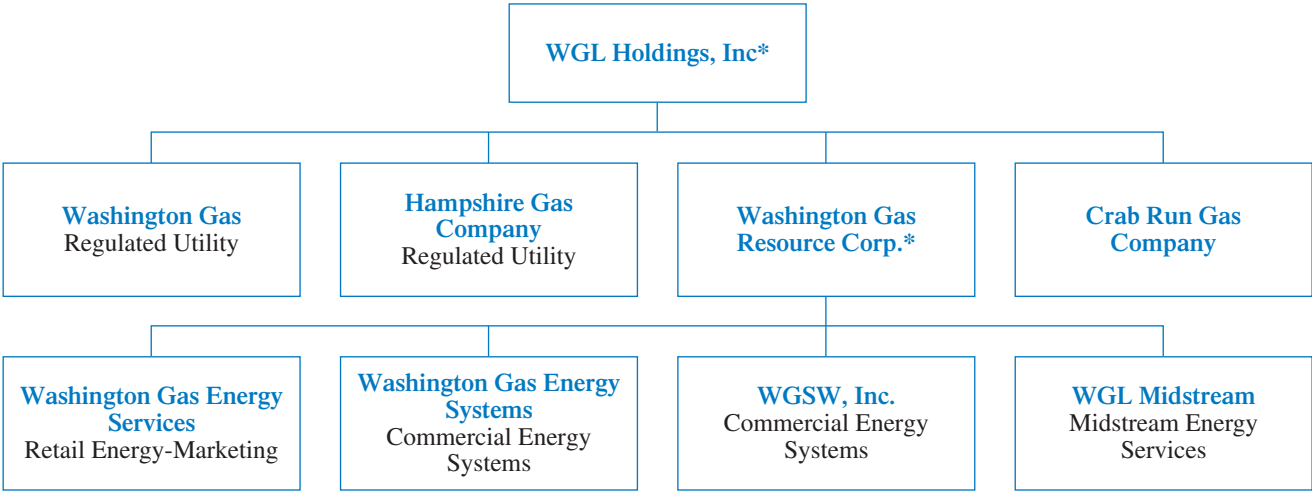 WGL Holdings, Inc*
Washington Gas
Regulated Utility
Hampshire Gas
Company
Regulated Utility
Washington Gas
Resource Corp.*
Crab Run Gas
Company
Washington Gas Energy
Services
Retail Energy-Marketing
Washington Gas Energy
Systems
Commercial Energy
Systems
WGSW, Inc.
Commercial Energy
Systems
WGL Midstream
Midstream Energy
Services